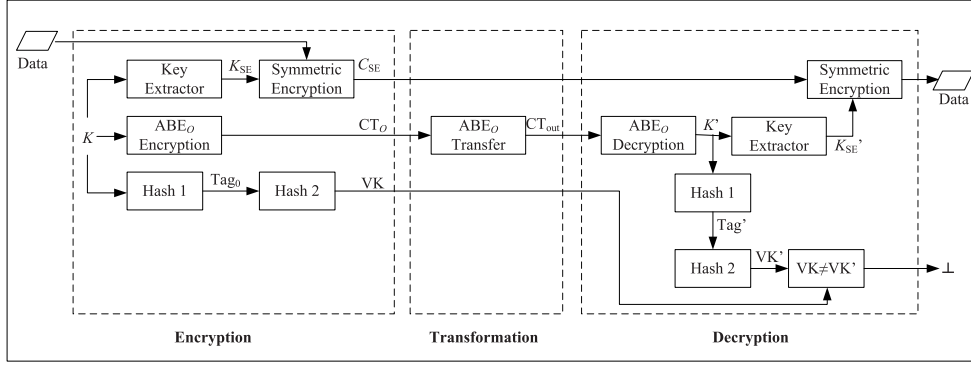 Data
Key
Extractor
K_SE
Symmetric
Encryption
C_SE
Symmetric
Encryption
Data
K
ABE_O
Encryption
CT_O
ABE_O
Transfer
CT_out
ABE_O
Decryption
K’
Key
Extractor
K_SE’
Hash 1
Tag_0
Hash 2
VK
Hash 1
Tag’
Hash 2
VK’
VK≠VK’
⊥
Encryption
Transformation
Decryption